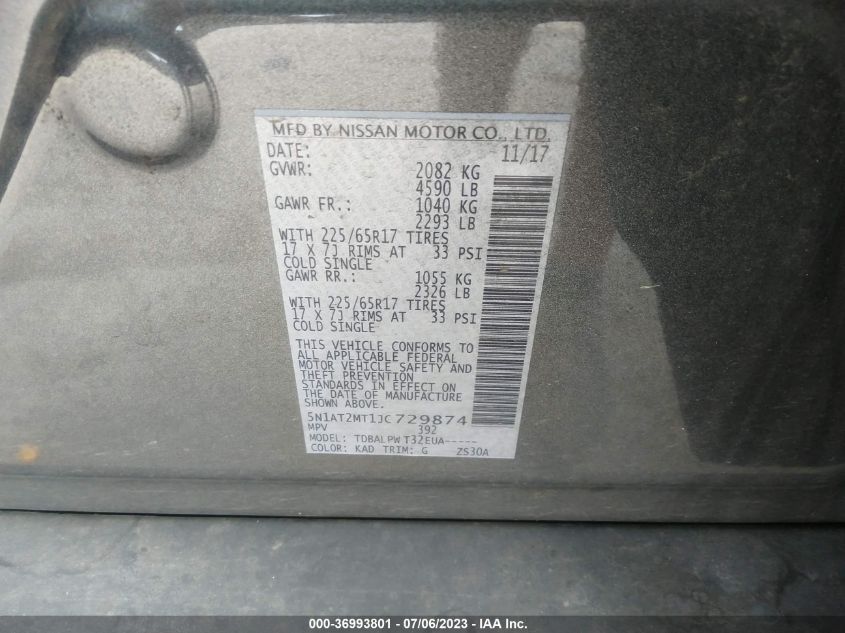 MFD BY NISSAN MOTOR CO., LTD.
DATE: 11/17
GVWR: 2082 KG
4590 LB
GAWR FR.: 1040 KG
2293 LB
WITH 225/65R17 TIRES
17 X 7J RIMS AT 33 PSI
COLD SINGLE
GAWR RR.: 1055 KG
2326 LB
WITH 225/65R17 TIRES
17 X 7J RIMS AT 33 PSI
COLD SINGLE
THIS VEHICLE CONFORMS TO
ALL APPLICABLE FEDERAL
MOTOR VEHICLE SAFETY AND
THEFT PREVENTION
STANDARDS IN EFFECT ON
THE DATE OF MANUFACTURE
SHOWN ABOVE.
5N1AT2MT1JC729874
MPV 392
MODEL: TDBALPW T32EUA-----
COLOR: KAD TRIM: G ZS30A
000-36993801 - 07/06/2023 - IAA Inc.